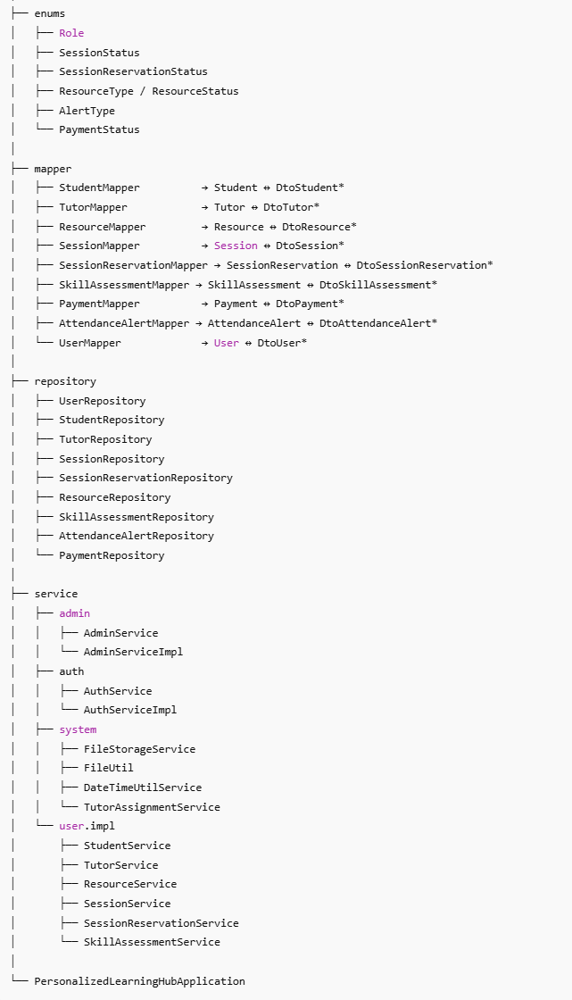 ├── enums
│   ├── Role
│   ├── SessionStatus
│   ├── SessionReservationStatus
│   ├── ResourceType / ResourceStatus
│   ├── AlertType
│   └── PaymentStatus
│
├── mapper
│   ├── StudentMapper          → Student ↔ DtoStudent*
│   ├── TutorMapper            → Tutor ↔ DtoTutor*
│   ├── ResourceMapper         → Resource ↔ DtoResource*
│   ├── SessionMapper          → Session ↔ DtoSession*
│   ├── SessionReservationMapper → SessionReservation ↔ DtoSessionReservation*
│   ├── SkillAssessmentMapper → SkillAssessment ↔ DtoSkillAssessment*
│   ├── PaymentMapper          → Payment ↔ DtoPayment*
│   ├── AttendanceAlertMapper → AttendanceAlert ↔ DtoAttendanceAlert*
│   └── UserMapper             → User ↔ DtoUser*
│
├── repository
│   ├── UserRepository
│   ├── StudentRepository
│   ├── TutorRepository
│   ├── SessionRepository
│   ├── SessionReservationRepository
│   ├── ResourceRepository
│   ├── SkillAssessmentRepository
│   ├── AttendanceAlertRepository
│   └── PaymentRepository
│
├── service
│   ├── admin
│   │   ├── AdminService
│   │   └── AdminServiceImpl
│   ├── auth
│   │   ├── AuthService
│   │   └── AuthServiceImpl
│   ├── system
│   │   ├── FileStorageService
│   │   ├── FileUtil
│   │   ├── DateTimeUtilService
│   │   └── TutorAssignmentService
│   └── user.impl
│       ├── StudentService
│       ├── TutorService
│       ├── ResourceService
│       ├── SessionService
│       ├── SessionReservationService
│       └── SkillAssessmentService
│
└── PersonalizedLearningHubApplication